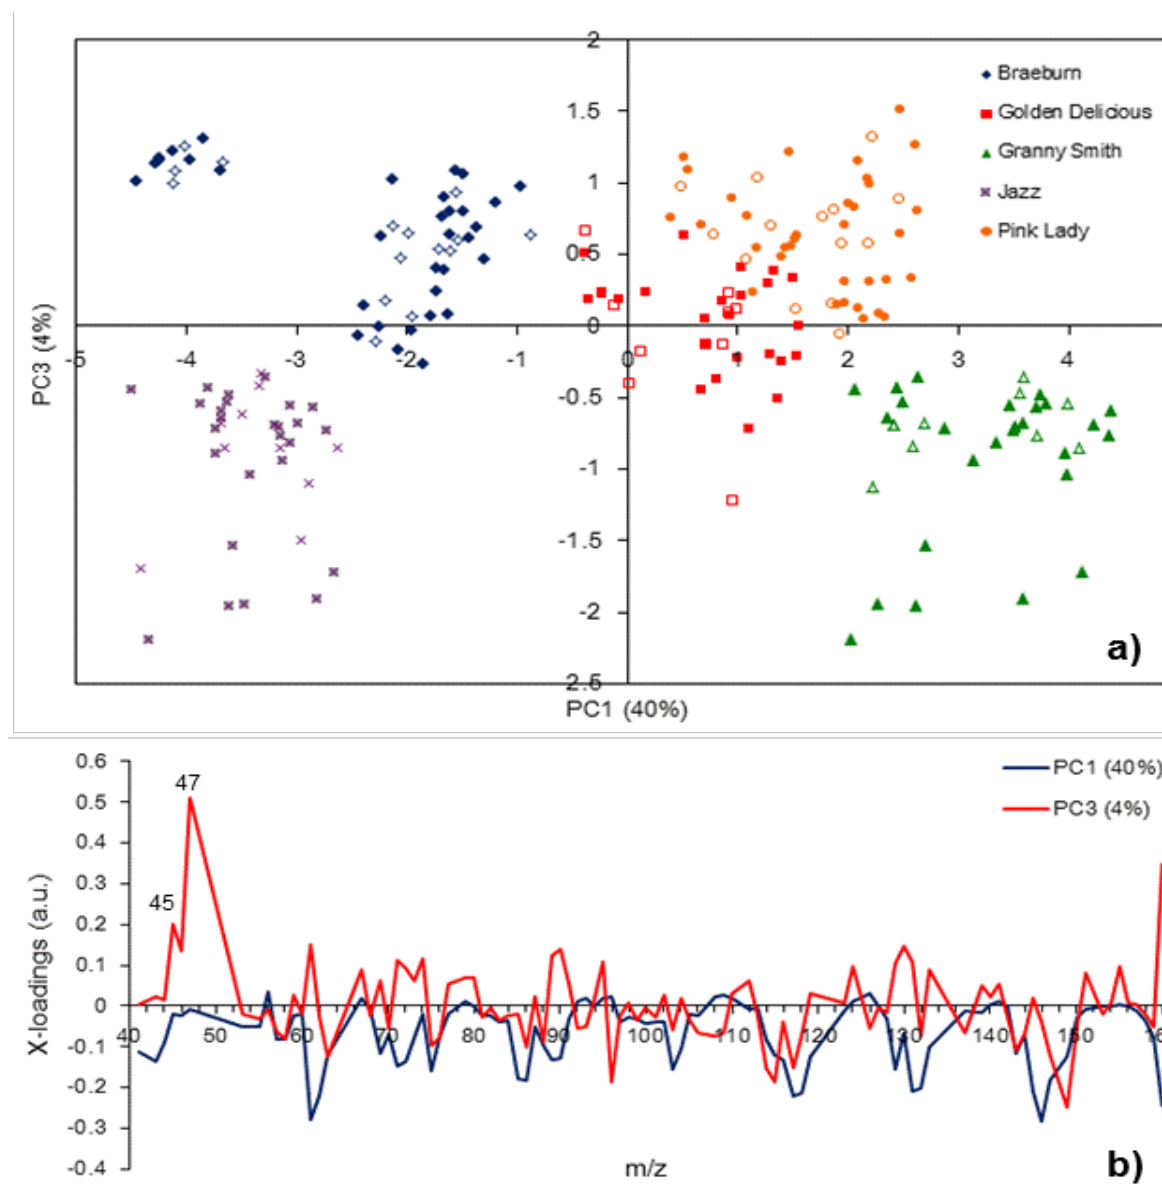 2
1.5
1
0.5
0
-0.5
-1
-1.5
-2
2.5
-5 -4 -3 -2 -1 0 1 2 3 4
PC3 (4%)
PC1 (40%)
Braeburn
Golden Delicious
Granny Smith
Jazz
Pink Lady
a)
0.6
0.5
0.4
0.3
0.2
0.1
0
-0.1
-0.2
-0.3
-0.4
X-loadings (a.u.)
47
45
PC1 (40%)
PC3 (4%)
40 50 60 70 80 90 100 110 120 130 140 150 16
m/z
b)